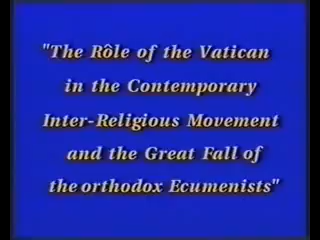 "The Rôle of the Vatican
in the Contemporary
Inter-Religious Movement
and the Great Fall of
the orthodox Ecumenists"